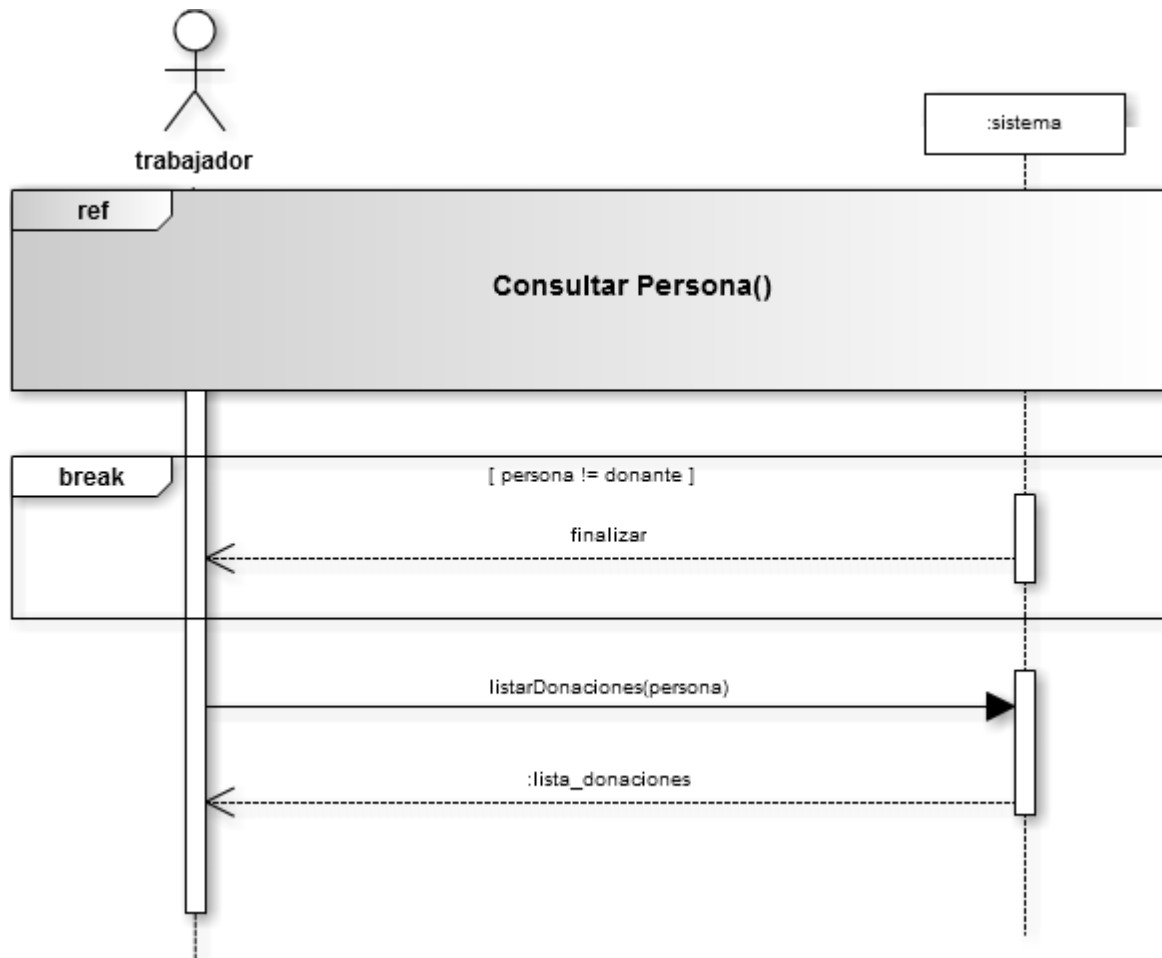 trabajador
:sistema
ref
Consultar Persona()
break
[ persona != donante ]
finalizar
listarDonaciones(persona)
:lista_donaciones